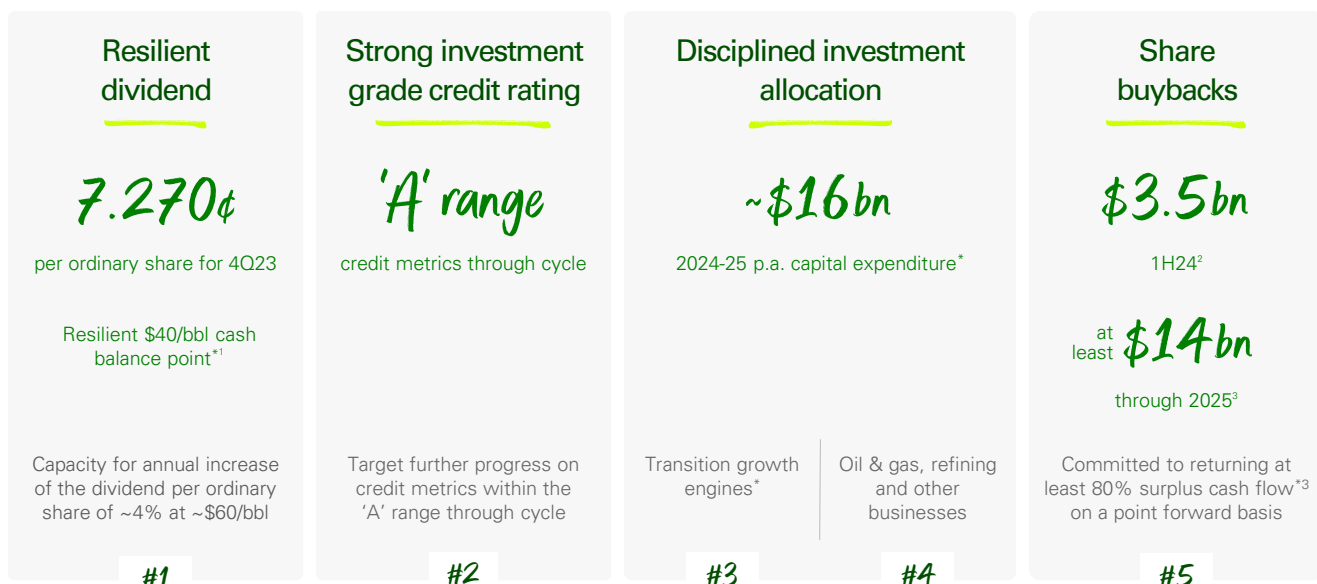 Resilient
dividend
7.270¢
per ordinary share for 4Q23
Resilient $40/bbl cash
balance point*1
Capacity for annual increase
of the dividend per ordinary
share of ~4% at ~$60/bbl
#1
Strong investment
grade credit rating
'A' range
credit metrics through cycle
Target further progress on
credit metrics within the
'A' range through cycle
#2
Disciplined investment
allocation
~$16bn
2024-25 p.a. capital expenditure*
Transition growth
engines*
#3
Oil & gas, refining
and other
businesses
#4
Share
buybacks
$3.5bn
1H24²
at
least $14bn
through 2025³
Committed to returning at
least 80% surplus cash flow*³
on a point forward basis
#5